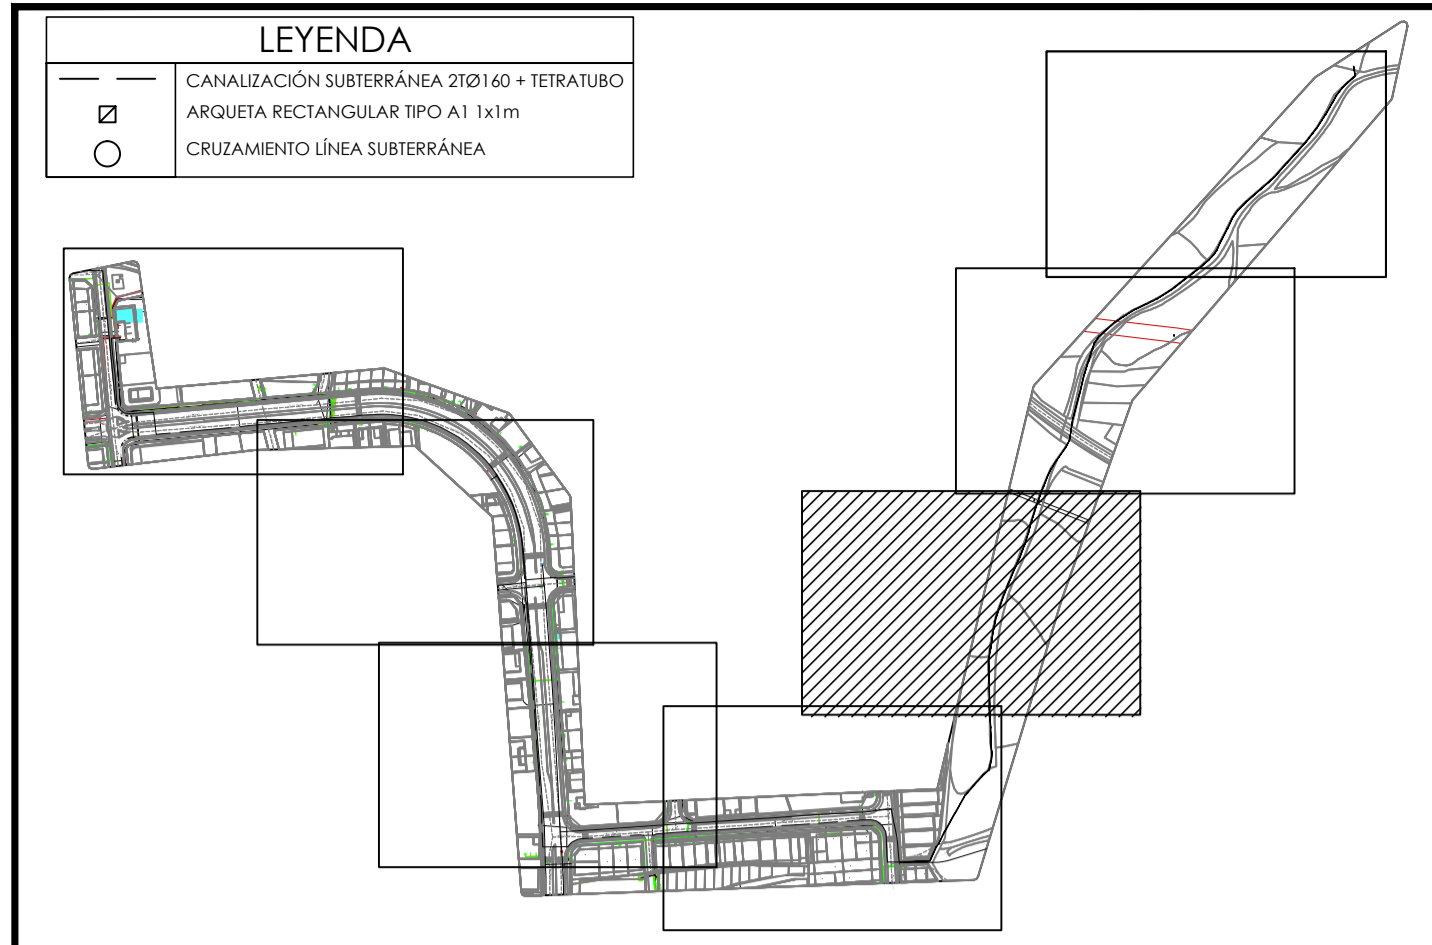 LEYENDA
CANALIZACIÓN SUBTERRÁNEA 2TØ160 + TETRATUBO
ARQUETA RECTANGULAR TIPO A1 1x1m
CRUZAMIENTO LÍNEA SUBTERRÁNEA